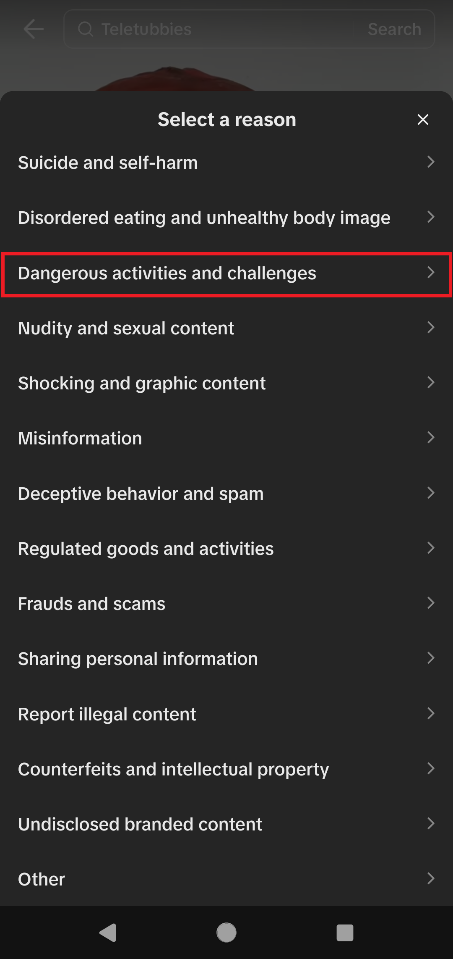 Teletubbies
Search
Select a reason
Suicide and self-harm
Disordered eating and unhealthy body image
Dangerous activities and challenges
Nudity and sexual content
Shocking and graphic content
Misinformation
Deceptive behavior and spam
Regulated goods and activities
Frauds and scams
Sharing personal information
Report illegal content
Counterfeits and intellectual property
Undisclosed branded content
Other